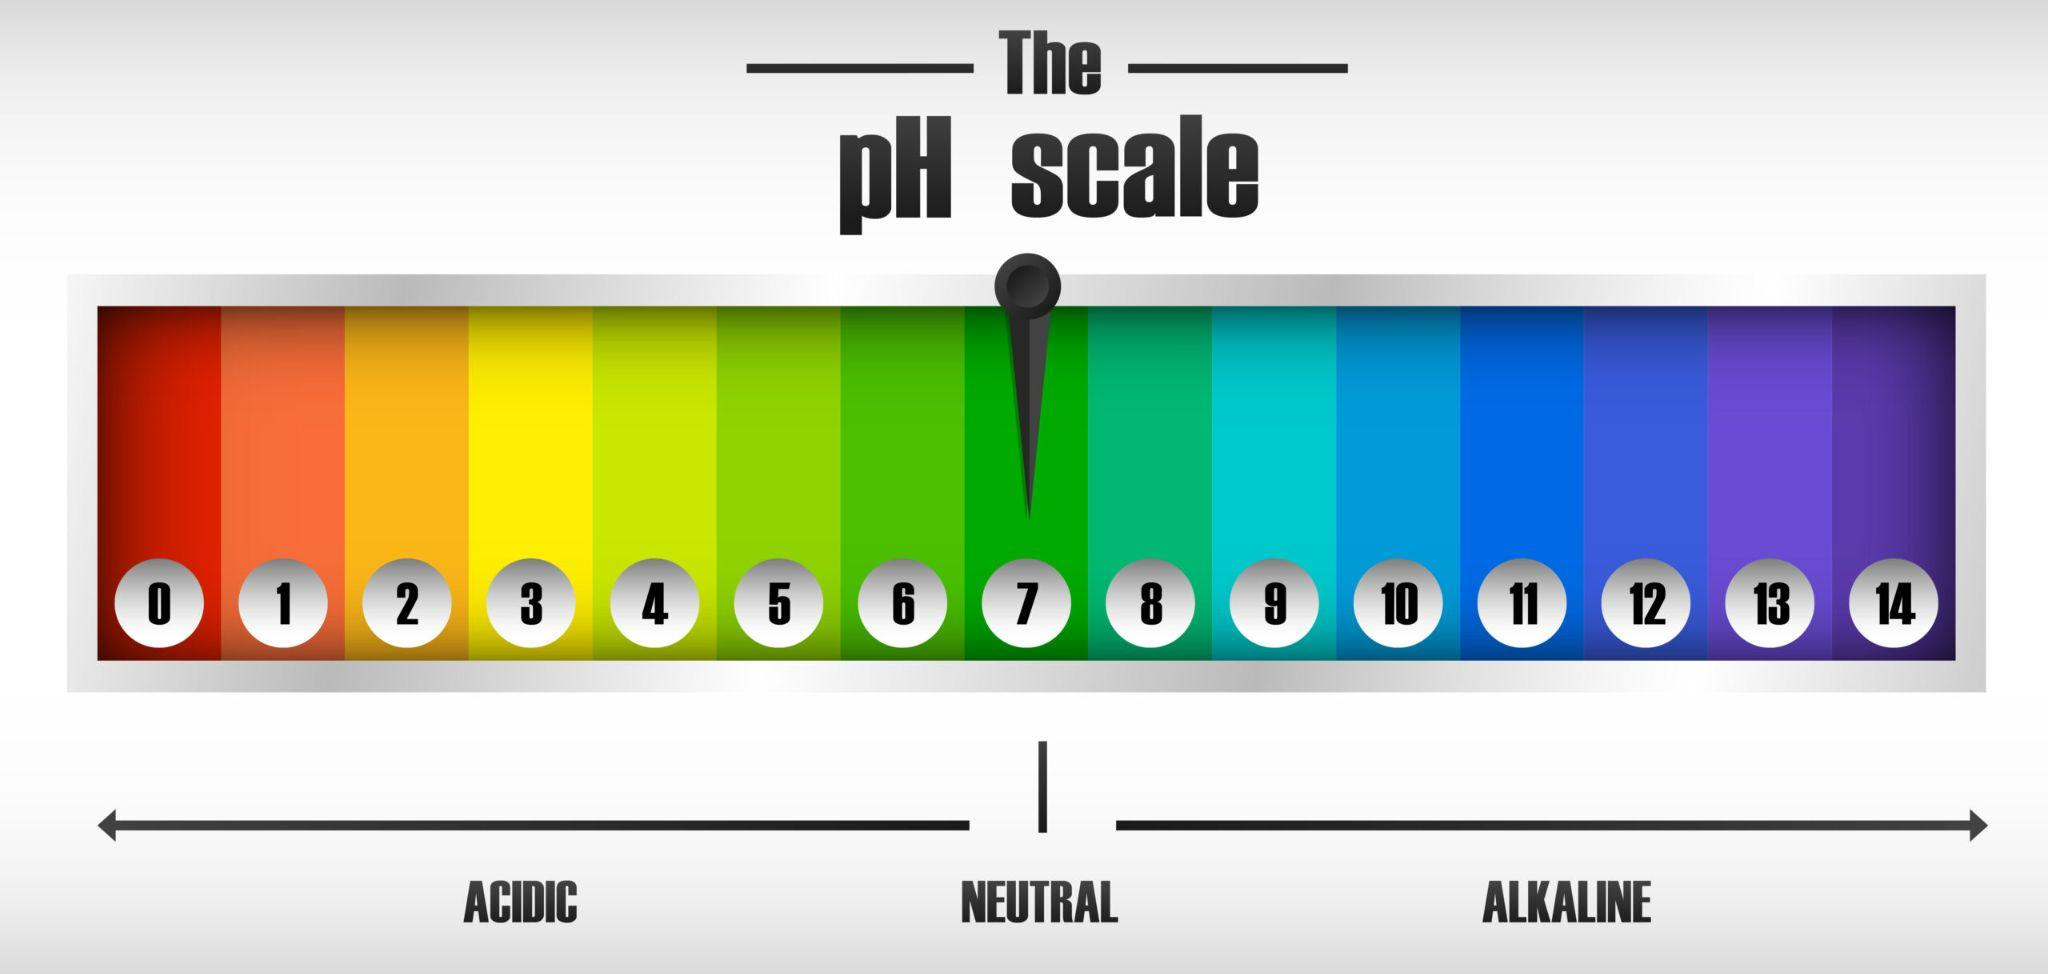 The
pH scale
0 1 2 3 4 5 6 7 8 9 10 11 12 13 14
ACIDIC NEUTRAL ALKALINE